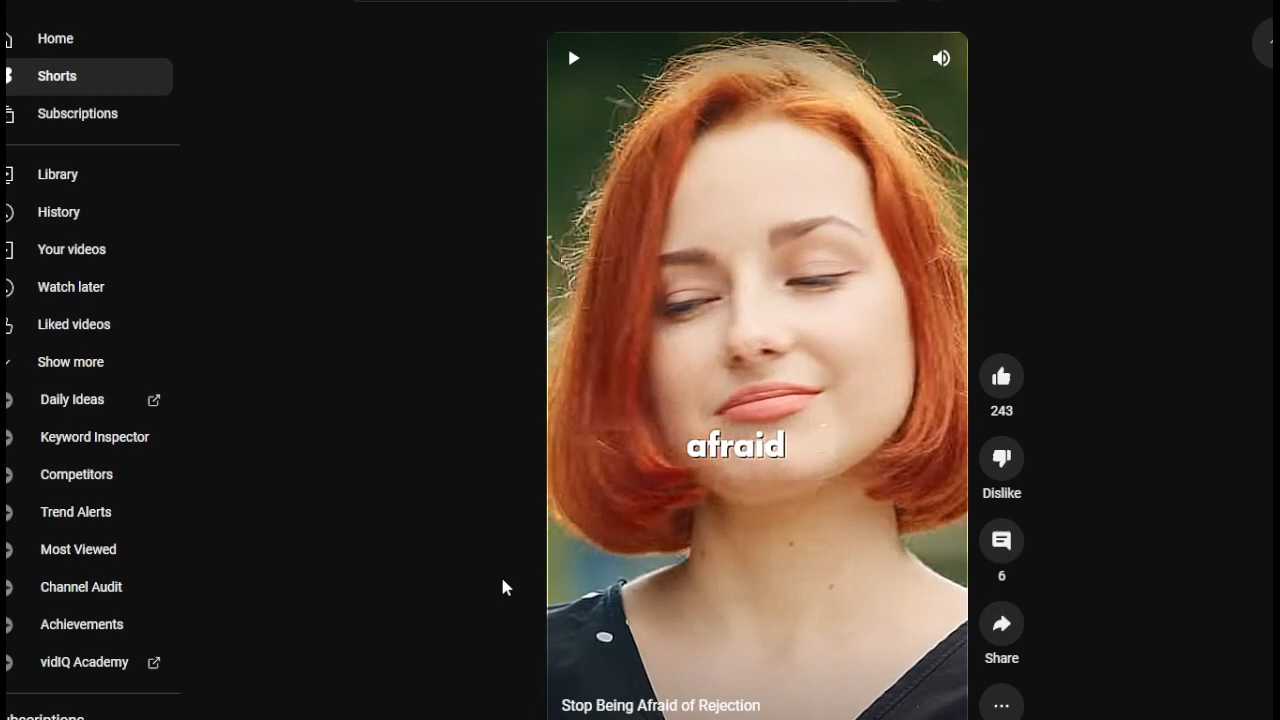 Home
Shorts
Subscriptions
Library
History
Your videos
Watch later
Liked videos
Show more
Daily Ideas
Keyword Inspector
Competitors
Trend Alerts
Most Viewed
Channel Audit
Achievements
vidIQ Academy
afraid
Stop Being Afraid of Rejection
243
Dislike
6
Share